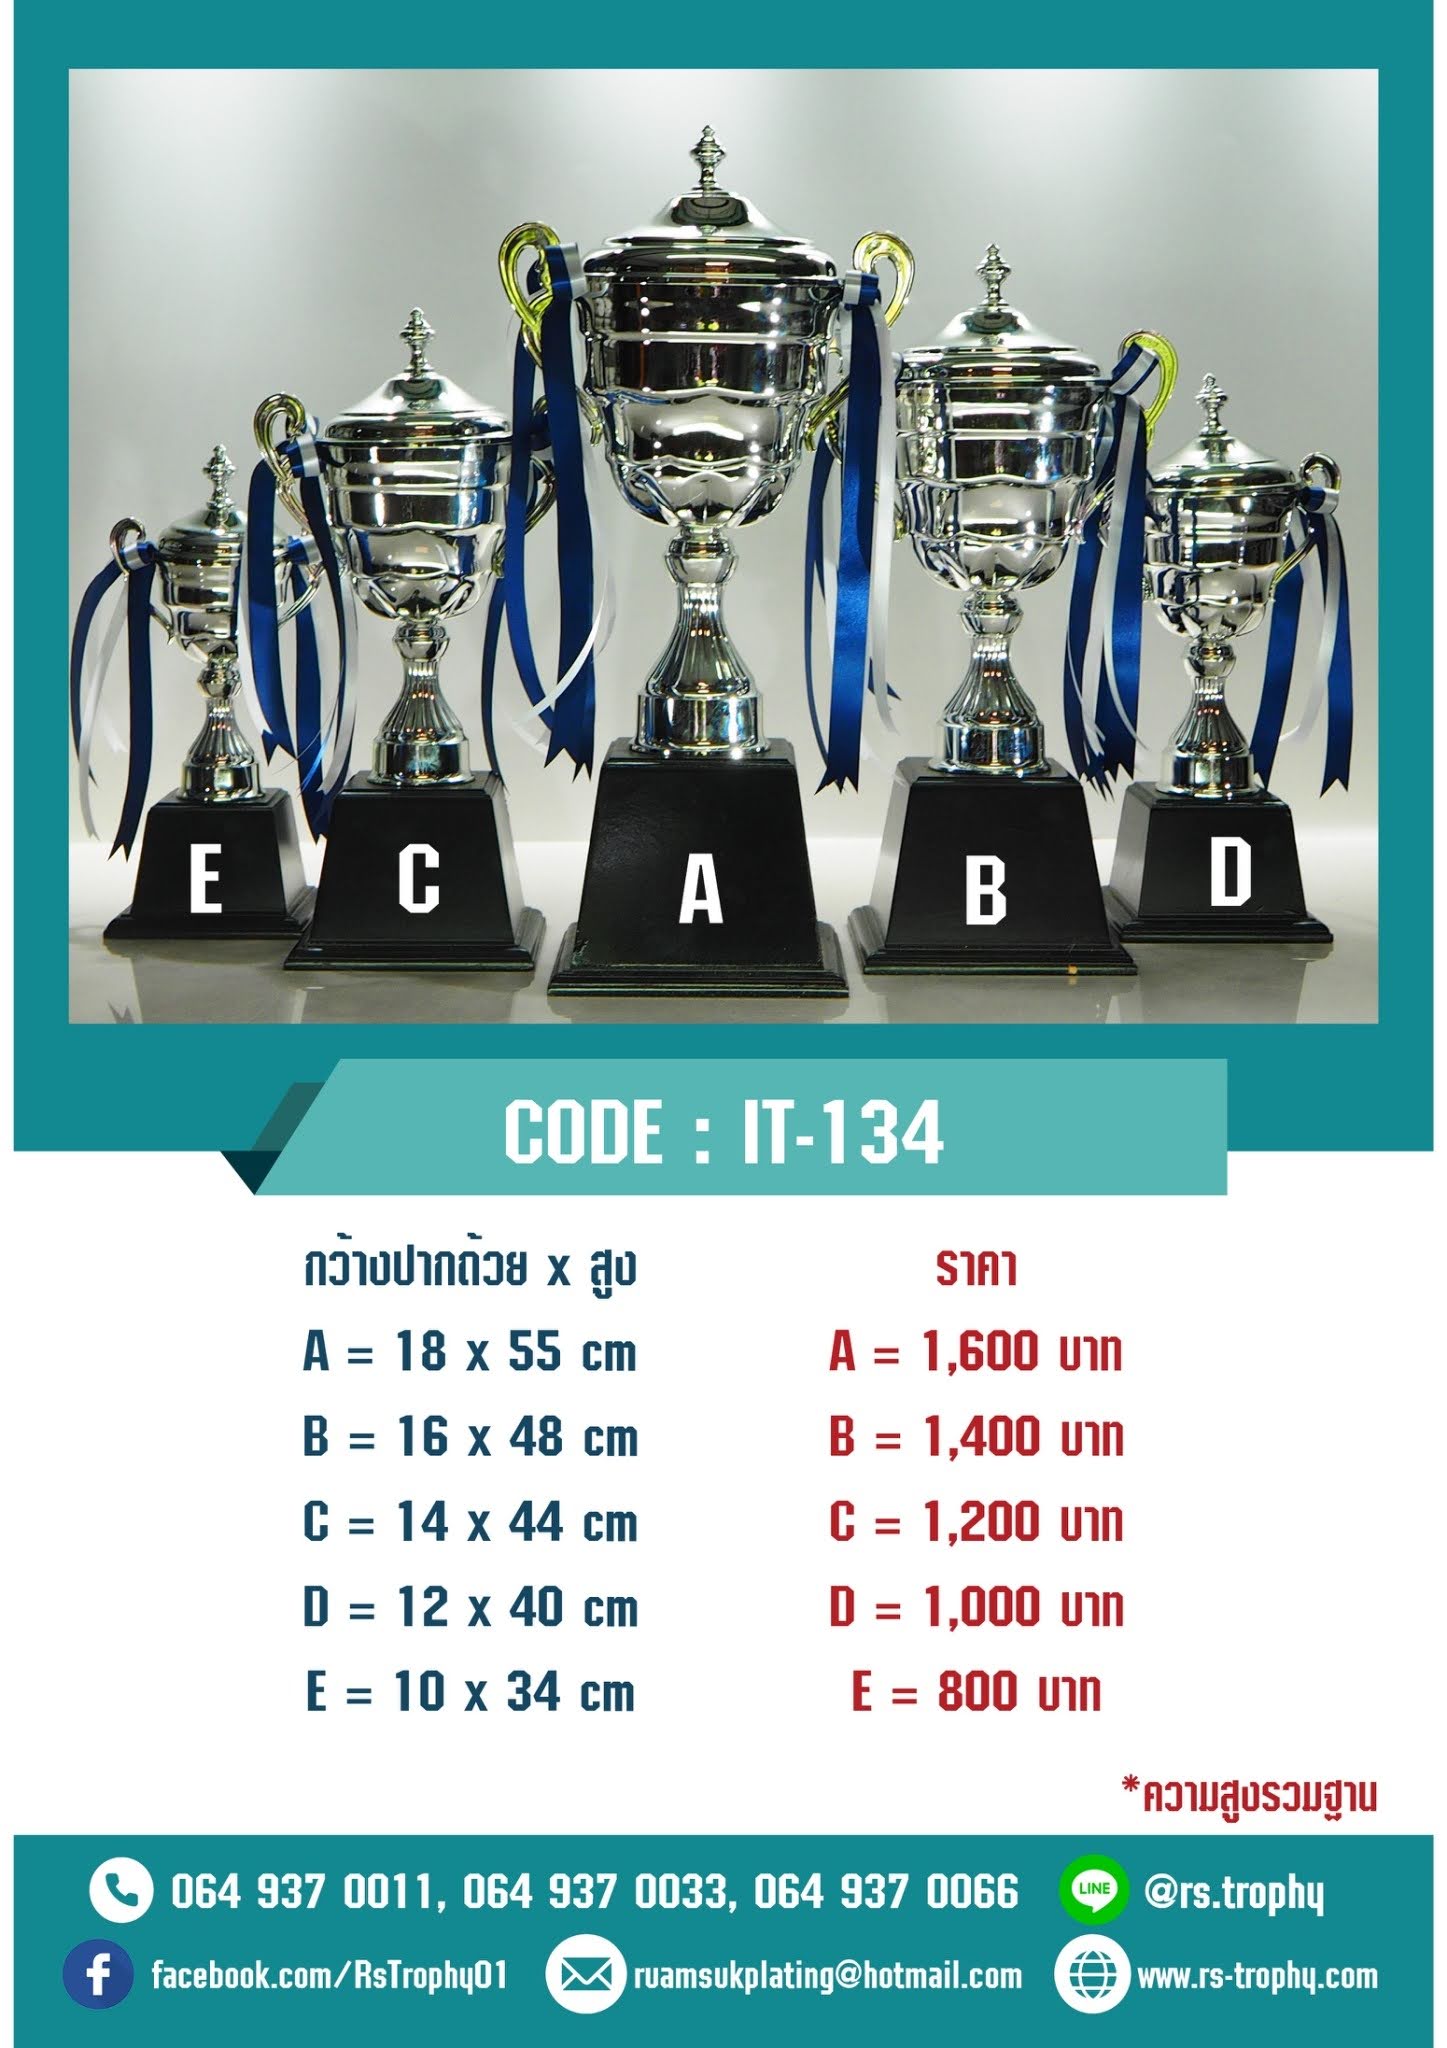 E C A B D
CODE : IT-134
กว้างปากถ้วย x สูง ราคา
A = 18 x 55 cm A = 1,600 บาท
B = 16 x 48 cm B = 1,400 บาท
C = 14 x 44 cm C = 1,200 บาท
D = 12 x 40 cm D = 1,000 บาท
E = 10 x 34 cm E = 800 บาท
*ความสูงรวมฐาน
064 937 0011, 064 937 0033, 064 937 0066 LINE @rs.trophy
f facebook.com/RsTrophy01 ruamsukplating@hotmail.com www.rs-trophy.com